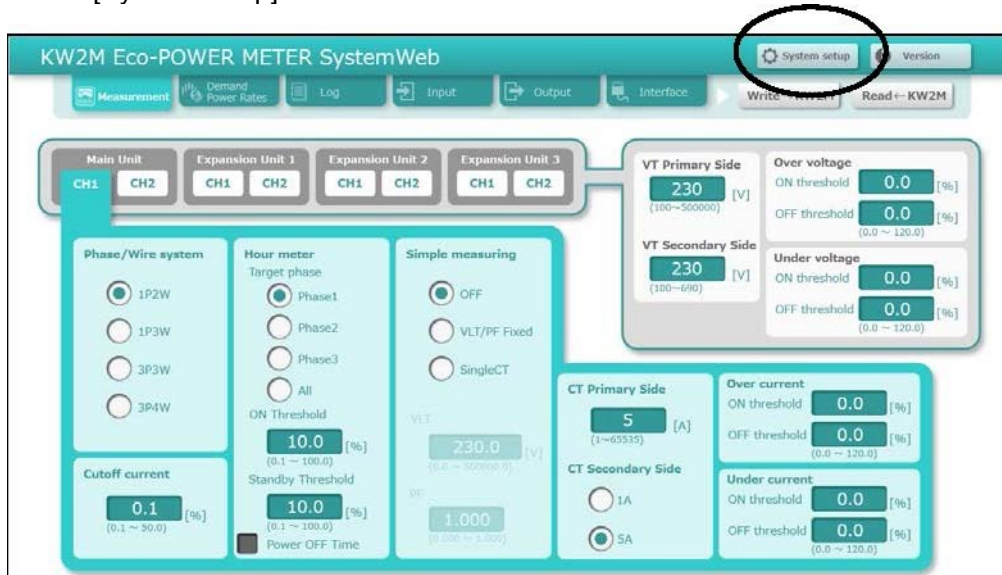 KW2M Eco-POWER METER SystemWeb
System setup
Version
Measurement
Demand
Power Rates
Log
Input
Output
Interface
Read←KW2M
Main Unit
CH1 CH2
Expansion Unit 1
CH1 CH2
Expansion Unit 2
CH1 CH2
Expansion Unit 3
CH1 CH2
VT Primary Side
230 [V]
(100~500000)
VT Secondary Side
230 [V]
(100~690)
Over voltage
ON threshold 0.0 [%]
OFF threshold 0.0 [%]
(0.0 ~ 120.0)
Under voltage
ON threshold 0.0 [%]
OFF threshold 0.0 [%]
(0.0 ~ 120.0)
Phase/Wire system
1P2W
1P3W
3P3W
3P4W
Cutoff current
0.1 [%]
(0.1 ~ 50.0)
Hour meter
Target phase
Phase1
Phase2
Phase3
All
ON Threshold
10.0 [%]
(0.1 ~ 100.0)
Standby Threshold
10.0 [%]
(0.1 ~ 100.0)
Power OFF Time
Simple measuring
OFF
VLT/PF Fixed
SingleCT
VLT
230.0 [V]
(0.0 ~ 500000.0)
PF
1.000
(0.000 ~ 1.000)
CT Primary Side
5 [A]
(1~65535)
CT Secondary Side
1A
5A
Over current
ON threshold 0.0 [%]
OFF threshold 0.0 [%]
(0.0 ~ 120.0)
Under current
ON threshold 0.0 [%]
OFF threshold 0.0 [%]
(0.0 ~ 120.0)